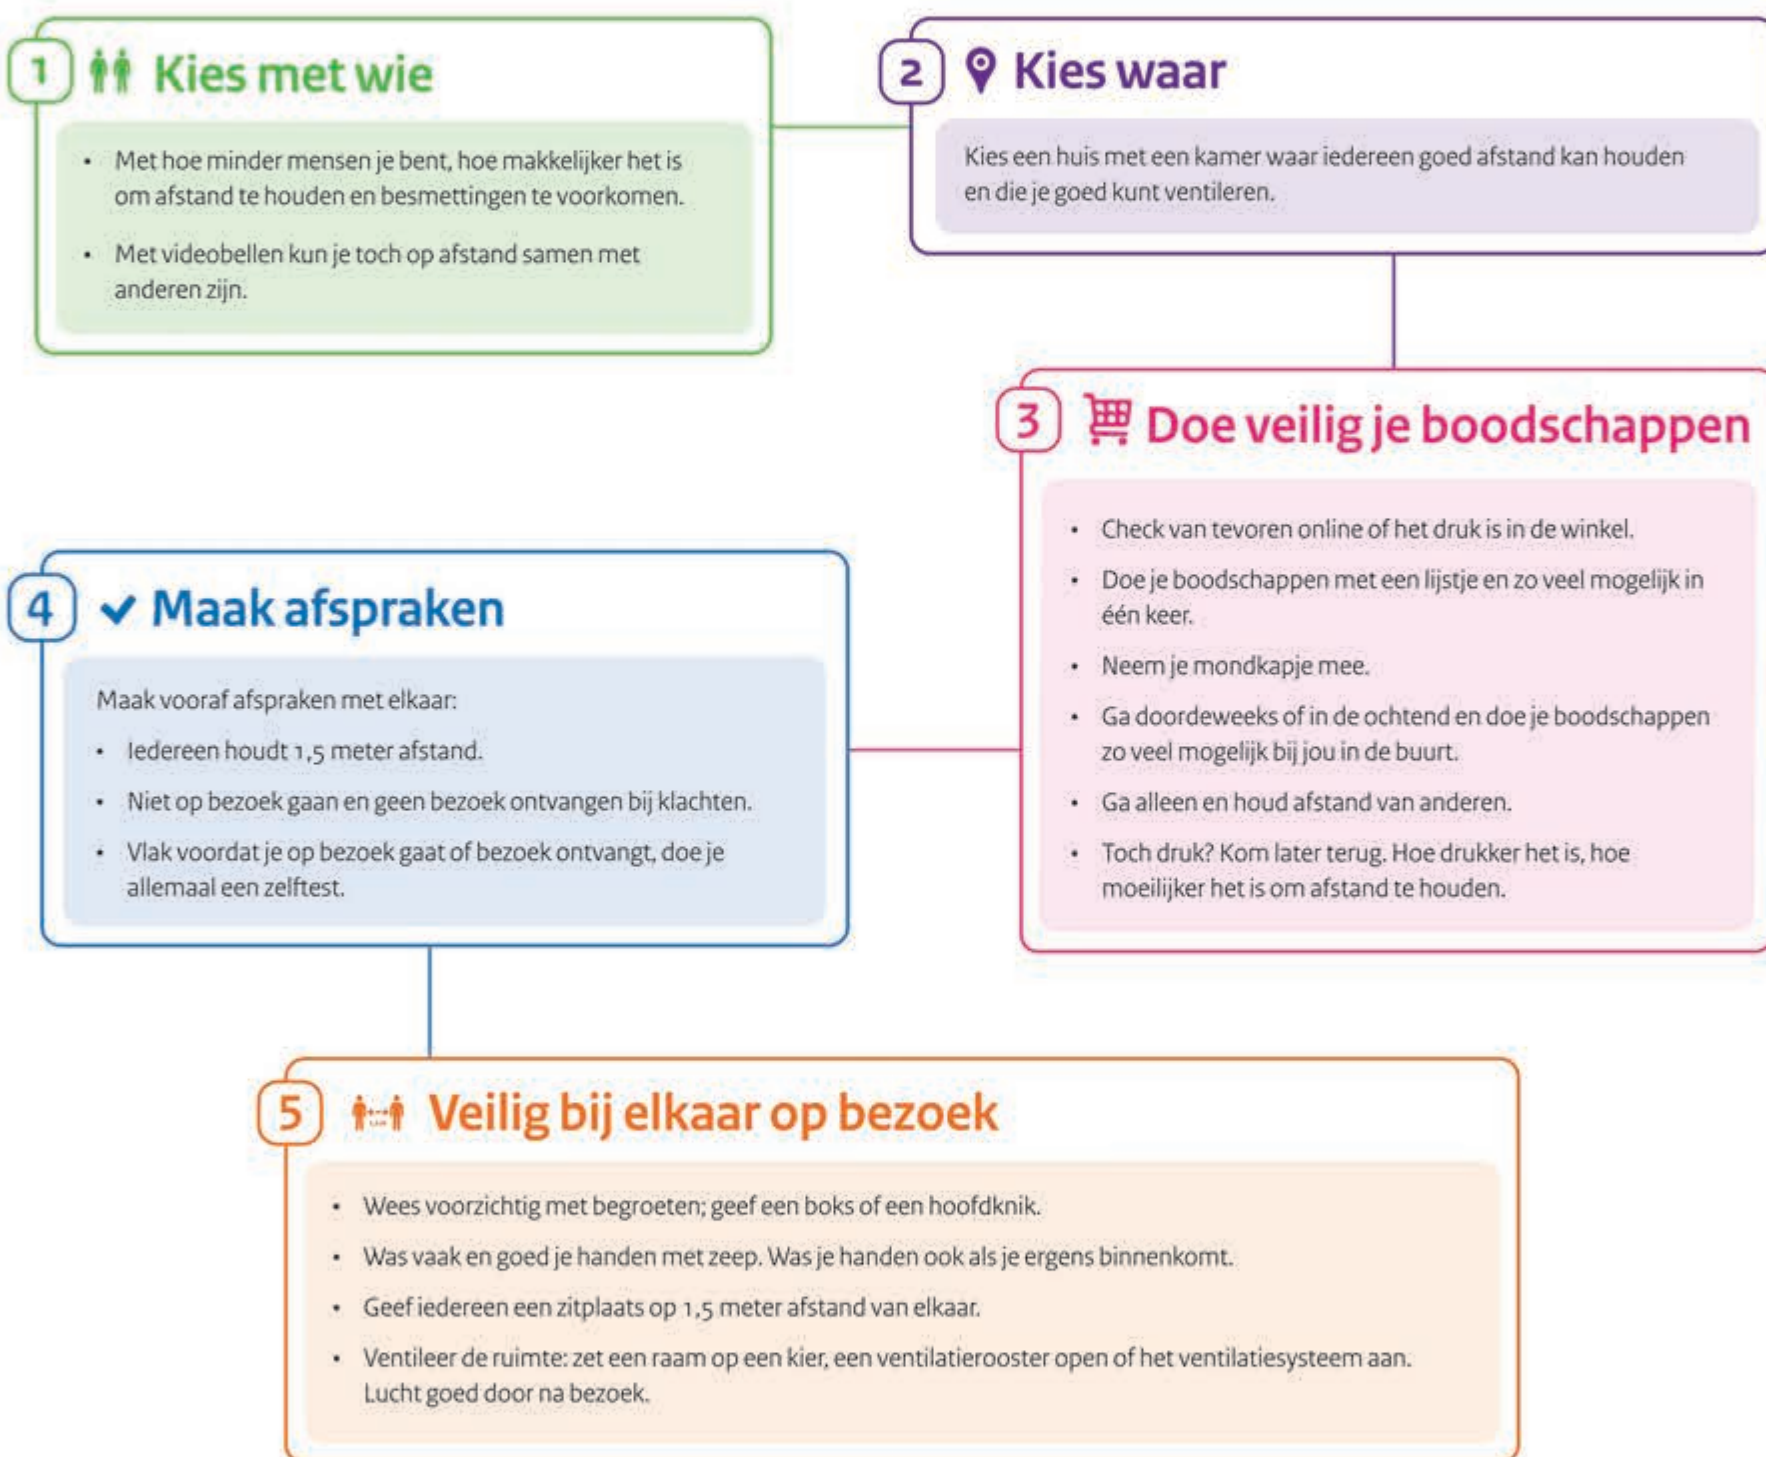 1 Kies met wie
• Met hoe minder mensen je bent, hoe makkelijker het is
om afstand te houden en besmettingen te voorkomen.
• Met videobellen kun je toch op afstand samen met
anderen zijn.
2 Kies waar
Kies een huis met een kamer waar iedereen goed afstand kan houden
en die je goed kunt ventileren.
3 Doe veilig je boodschappen
• Check van tevoren online of het druk is in de winkel.
• Doe je boodschappen met een lijstje en zo veel mogelijk in
één keer.
• Neem je mondkapje mee.
• Ga doordeweeks of in de ochtend en doe je boodschappen
zo veel mogelijk bij jou in de buurt.
• Ga alleen en houd afstand van anderen.
• Toch druk? Kom later terug. Hoe drukker het is, hoe
moeilijker het is om afstand te houden.
4 Maak afspraken
Maak vooraf afspraken met elkaar:
• Iedereen houdt 1,5 meter afstand.
• Niet op bezoek gaan en geen bezoek ontvangen bij klachten.
• Vlak voordat je op bezoek gaat of bezoek ontvangt, doe je
allemaal een zelftest.
5 Veilig bij elkaar op bezoek
• Wees voorzichtig met begroeten; geef een boks of een hoofdknik.
• Was vaak en goed je handen met zeep. Was je handen ook als je ergens binnenkomt.
• Geef iedereen een zitplaats op 1,5 meter afstand van elkaar.
• Ventileer de ruimte: zet een raam op een kier, een ventilatierooster open of het ventilatiesysteem aan.
Lucht goed door na bezoek.